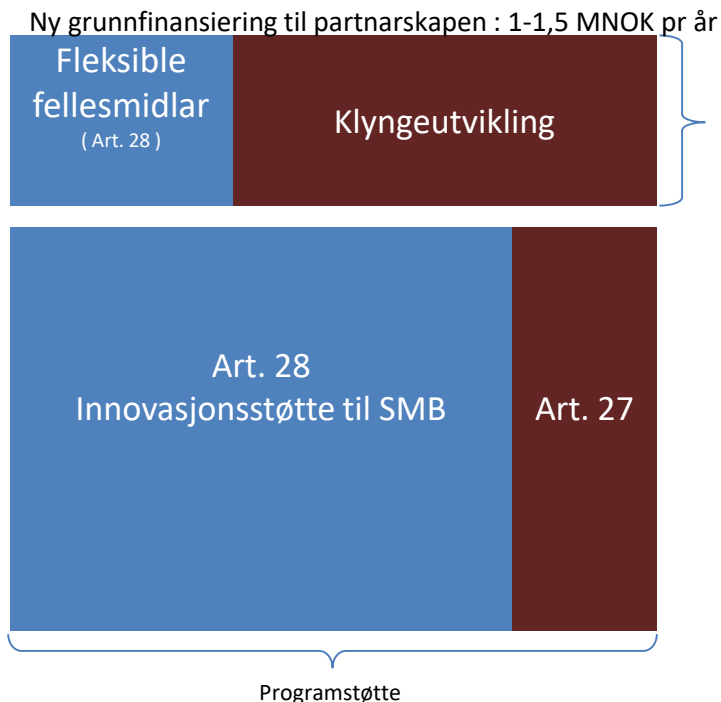 Ny grunnfinansiering til partnarskapen : 1-1,5 MNOK pr år
Fleksible
fellesmidlar
( Art. 28 )
Klyngeutvikling
Art. 28
Innovasjonsstøtte til SMB
Art. 27
Programstøtte